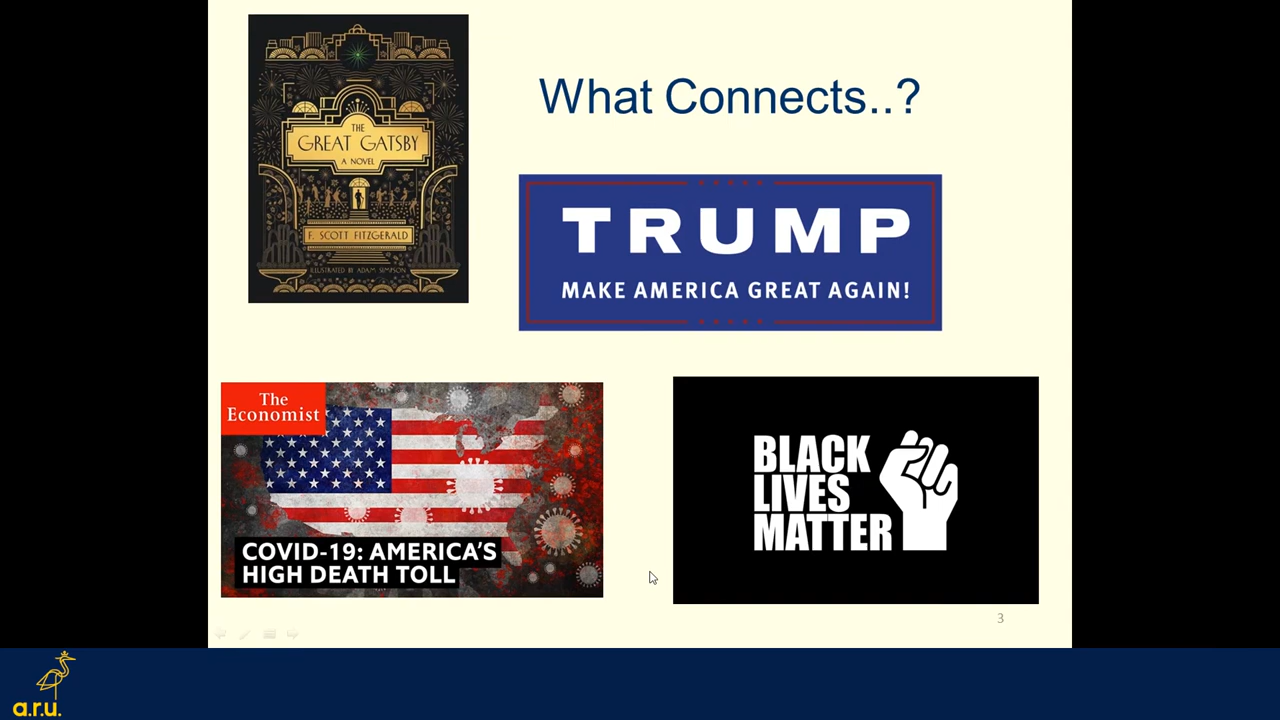 THE
GREAT GATSBY
A NOVEL
F. SCOTT FITZGERALD
ILLUSTRATED BY ADAM SIMPSON
What Connects..?
TRUMP
MAKE AMERICA GREAT AGAIN!
The
Economist
COVID-19: AMERICA'S
HIGH DEATH TOLL
BLACK
LIVES
MATTER
3
a.r.u.